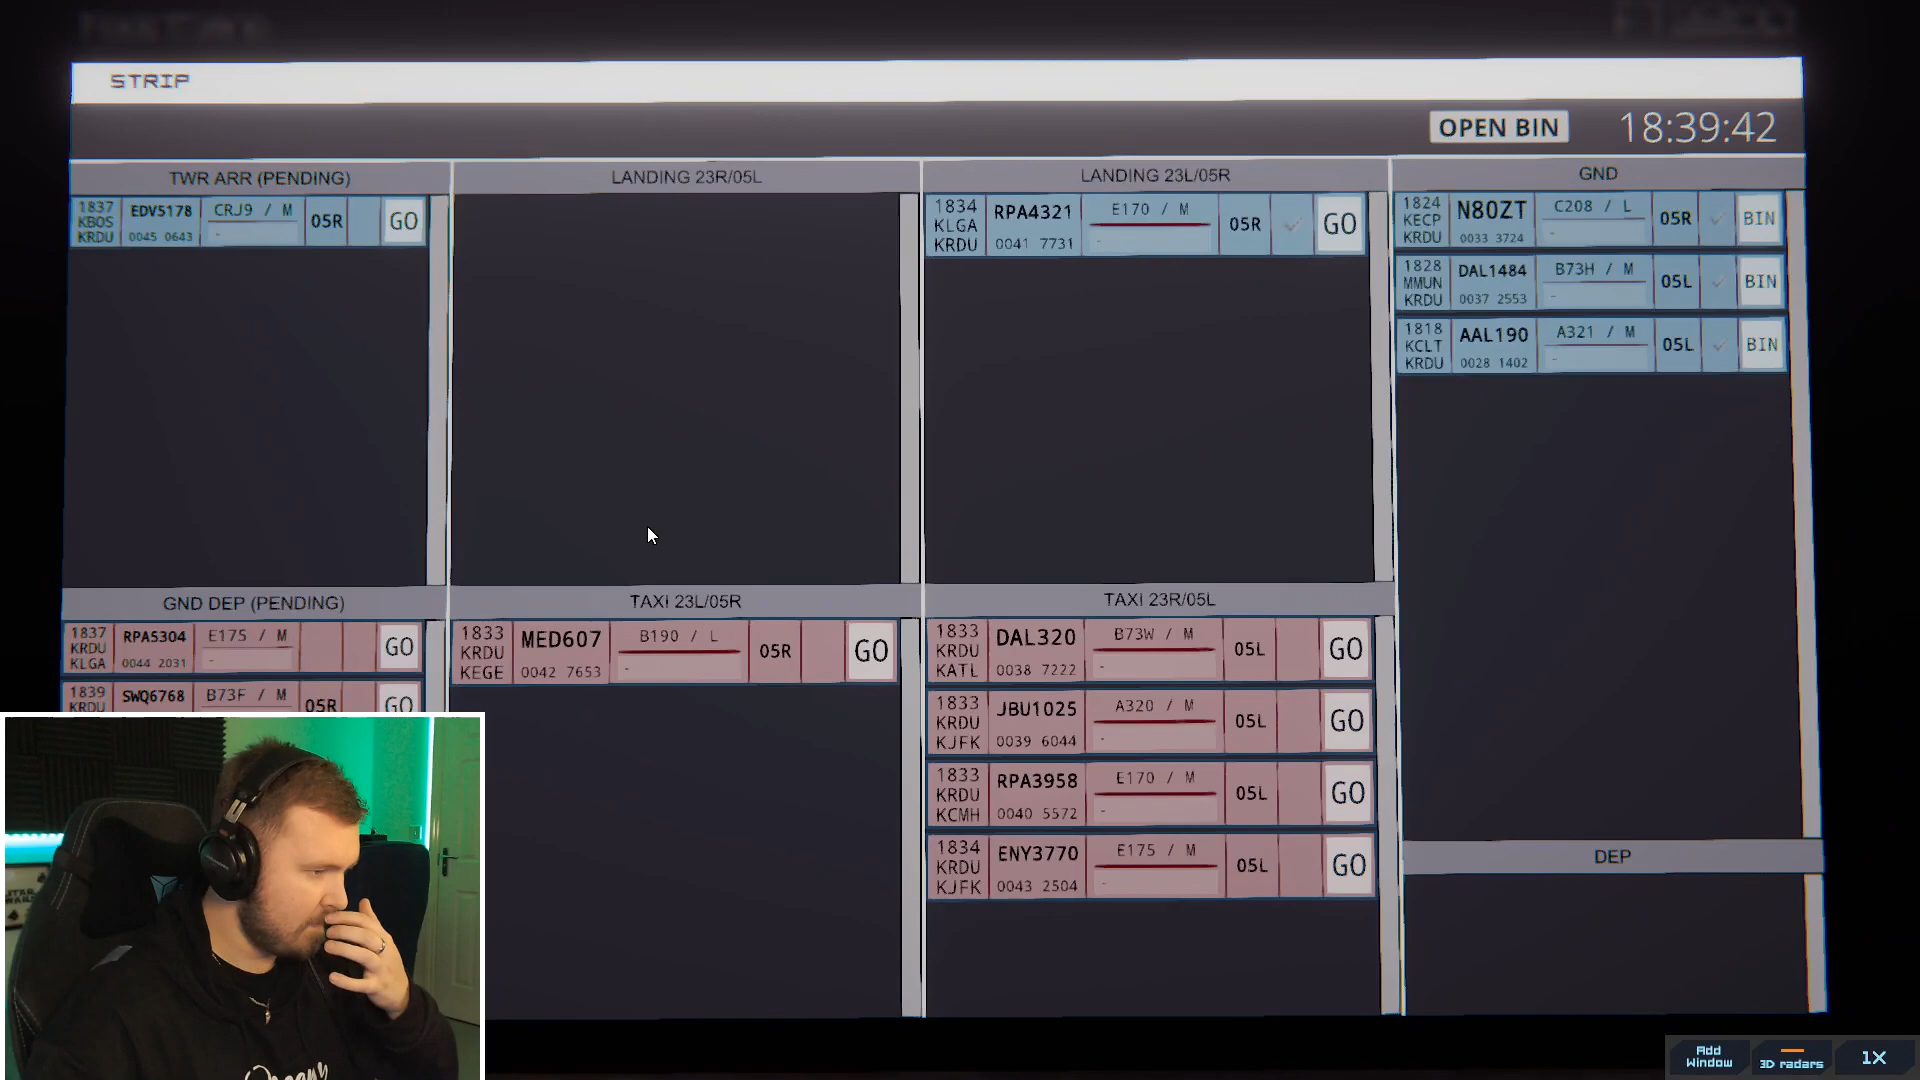 STRIP
OPEN BIN 18:39:42
TWR ARR (PENDING)
1837 KBOS KRDU EDV5178 0045 0643 CRJ9 / M - 05R GO
LANDING 23R/05L
LANDING 23L/05R
1834 KLGA KRDU RPA4321 0041 7731 E170 / M - 05R GO
GND
1824 KECP KRDU N80ZT 0033 3724 C208 / L - 05R BIN
1828 MMUN KRDU DAL1484 0037 2553 B73H / M - 05L BIN
1818 KCLT KRDU AAL190 0028 1402 A321 / M - 05L BIN
GND DEP (PENDING)
1837 KRDU KLGA RPA5304 0044 2031 E175 / M - GO
1839 KRDU SWQ6768 B73F / M 05R GO
TAXI 23L/05R
1833 KRDU KEGE MED607 0042 7653 B190 / L - 05R GO
TAXI 23R/05L
1833 KRDU KATL DAL320 0038 7222 B73W / M - 05L GO
1833 KRDU KJFK JBU1025 0039 6044 A320 / M - 05L GO
1833 KRDU KCMH RPA3958 0040 5572 E170 / M - 05L GO
1834 KRDU KJFK ENY3770 0043 2504 E175 / M - 05L GO
DEP
Add Window
3D radars
1X